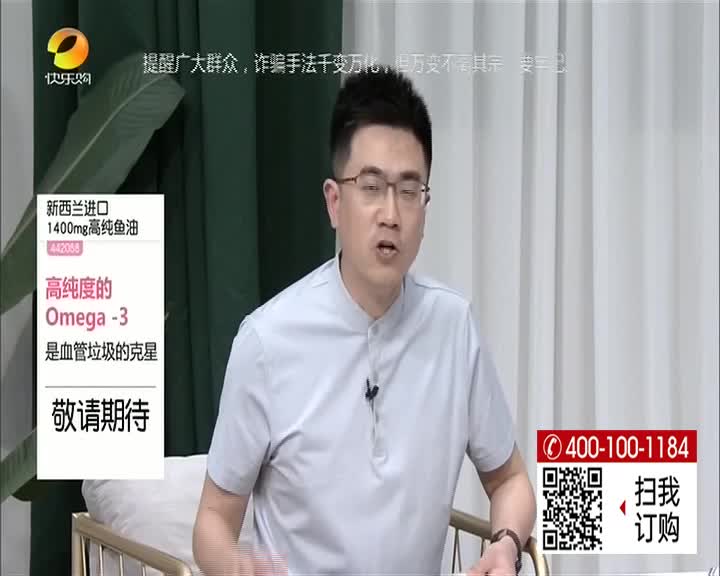 快乐购
提醒广大群众，诈骗手法千变万化，但万变不离其宗
新西兰进口
1400mg高纯鱼油
442058
高纯度的
Omega -3
是血管垃圾的克星
敬请期待
400-100-1184
扫我
订购